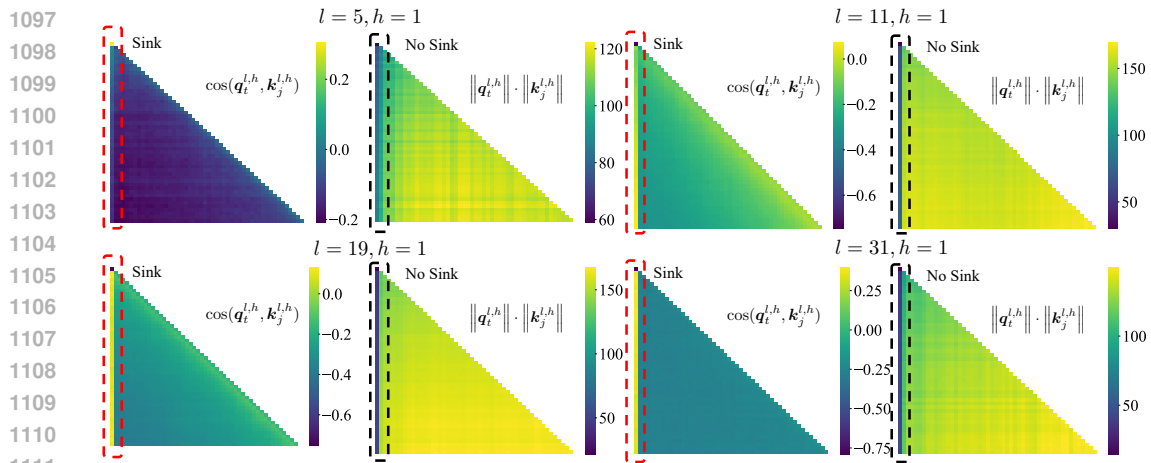 1097
1098
1099
1100
1101
1102
1103
1104
1105
1106
1107
1108
1109
1110
l = 5, h = 1
Sink
cos(q_t^{l,h}, k_j^{l,h})
0.2
0.0
−0.2
No Sink
‖q_t^{l,h}‖ · ‖k_j^{l,h}‖
120
100
80
60
l = 11, h = 1
Sink
cos(q_t^{l,h}, k_j^{l,h})
0.0
−0.2
−0.4
−0.6
No Sink
‖q_t^{l,h}‖ · ‖k_j^{l,h}‖
150
100
50
l = 19, h = 1
Sink
cos(q_t^{l,h}, k_j^{l,h})
0.0
−0.2
−0.4
−0.6
No Sink
‖q_t^{l,h}‖ · ‖k_j^{l,h}‖
150
100
50
l = 31, h = 1
Sink
cos(q_t^{l,h}, k_j^{l,h})
0.25
0.00
−0.25
−0.50
−0.75
No Sink
‖q_t^{l,h}‖ · ‖k_j^{l,h}‖
100
50